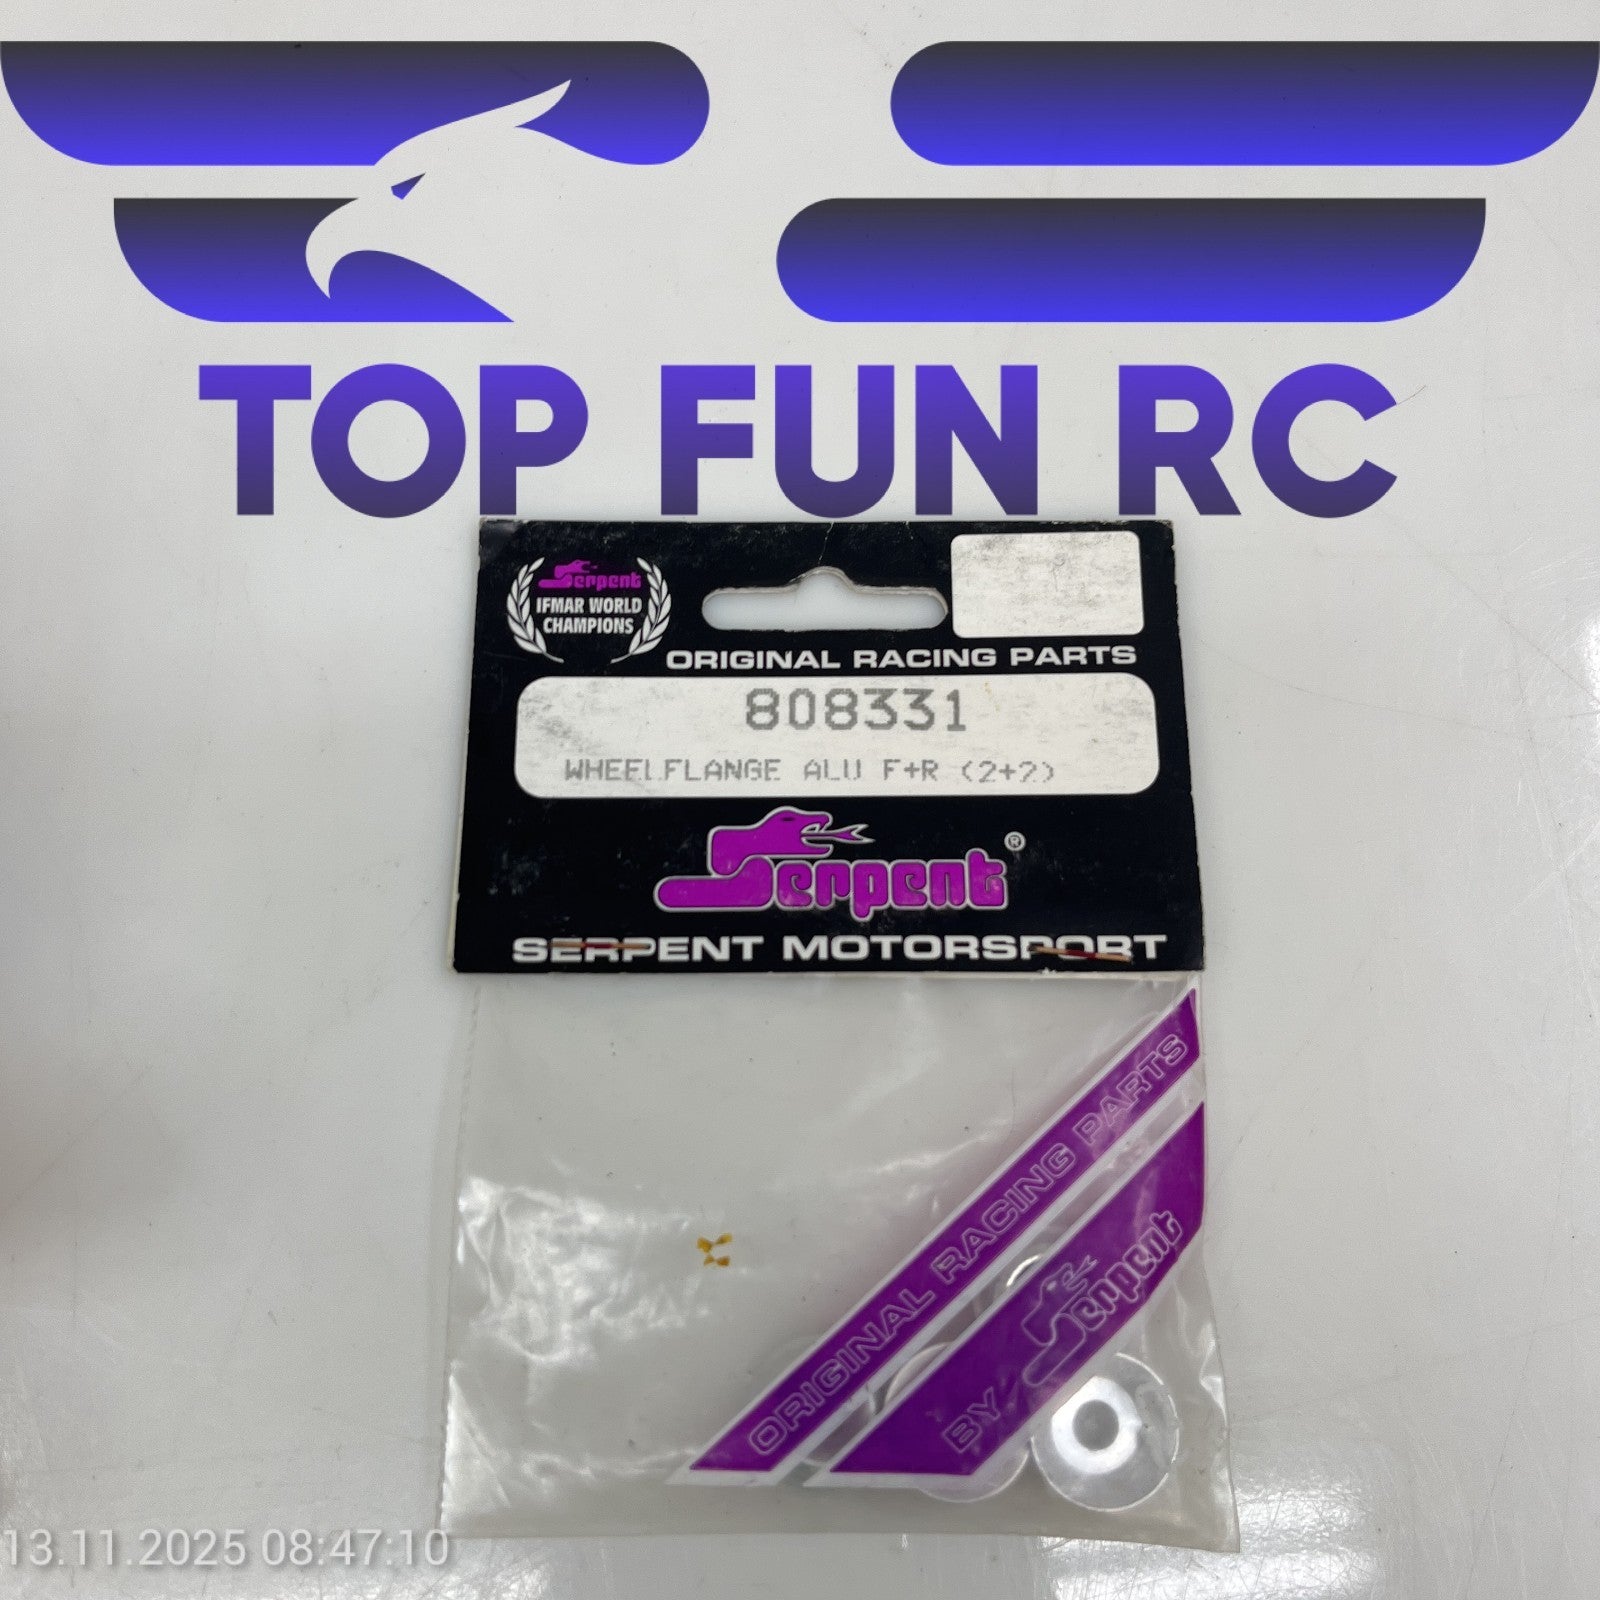 TOP FUN RC
Serpent
IFMAR WORLD
CHAMPIONS
ORIGINAL RACING PARTS
808331
WHEELFLANGE ALU F+R (2+2)
Serpent®
SERPENT MOTORSPORT
ORIGINAL RACING PARTS
BY Serpent
13.11.2025 08:47:10